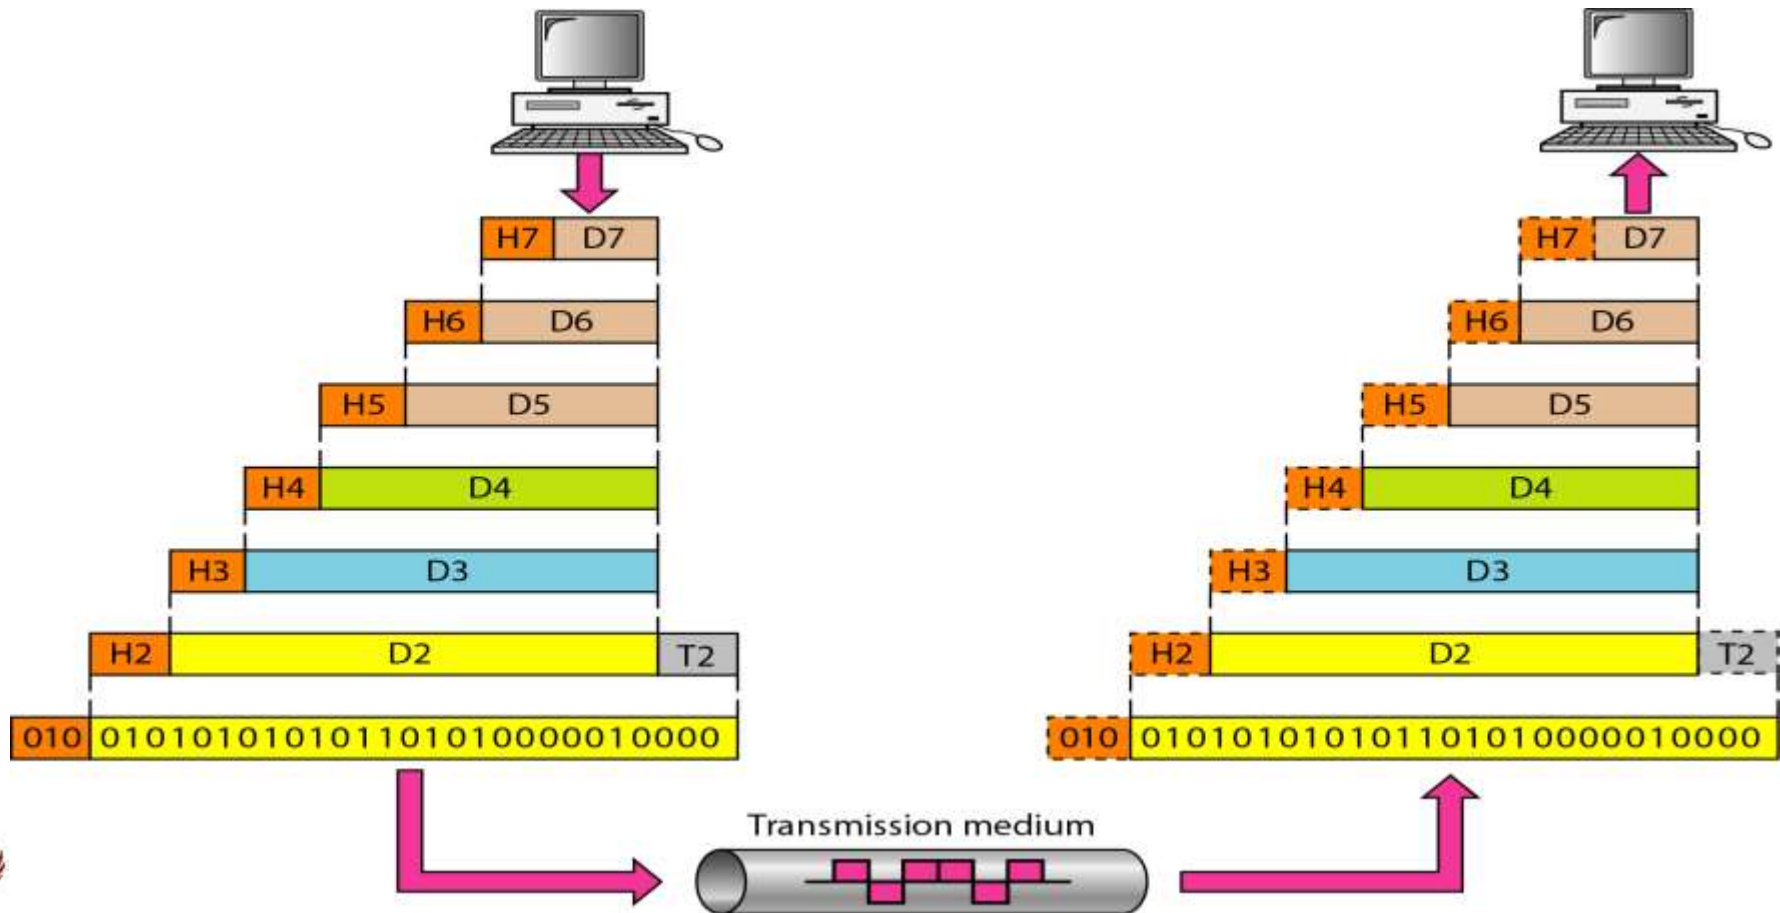 H7 D7
H6 D6
H5 D5
H4 D4
H3 D3
H2 D2 T2
010 010101010101101010000010000
H7 D7
H6 D6
H5 D5
H4 D4
H3 D3
H2 D2 T2
010 010101010101101010000010000
Transmission medium